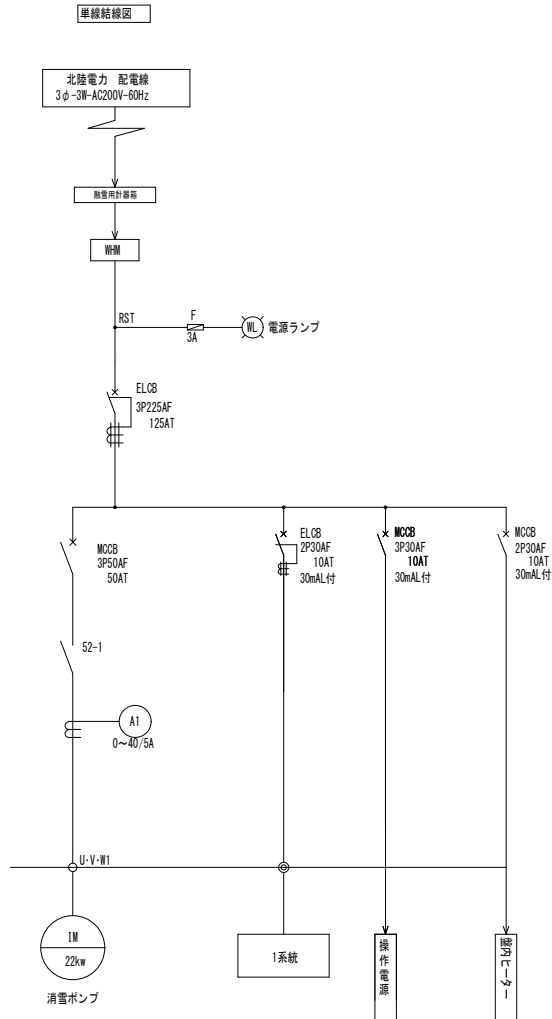 単線結線図
北陸電力 配電線
3φ-3W-AC200V-60Hz
融雪用計器箱
WHM
RST
F
3A
WL
電源ランプ
ELCB
3P225AF
125AT
MCCB
3P50AF
50AT
ELCB
2P30AF
10AT
30mAL付
MCCB
3P30AF
10AT
30mAL付
MCCB
2P30AF
10AT
30mAL付
52-1
A1
0~40/5A
U・V・W1
IM
22kw
消雪ポンプ
1系統
操作電源
盤内ヒーター